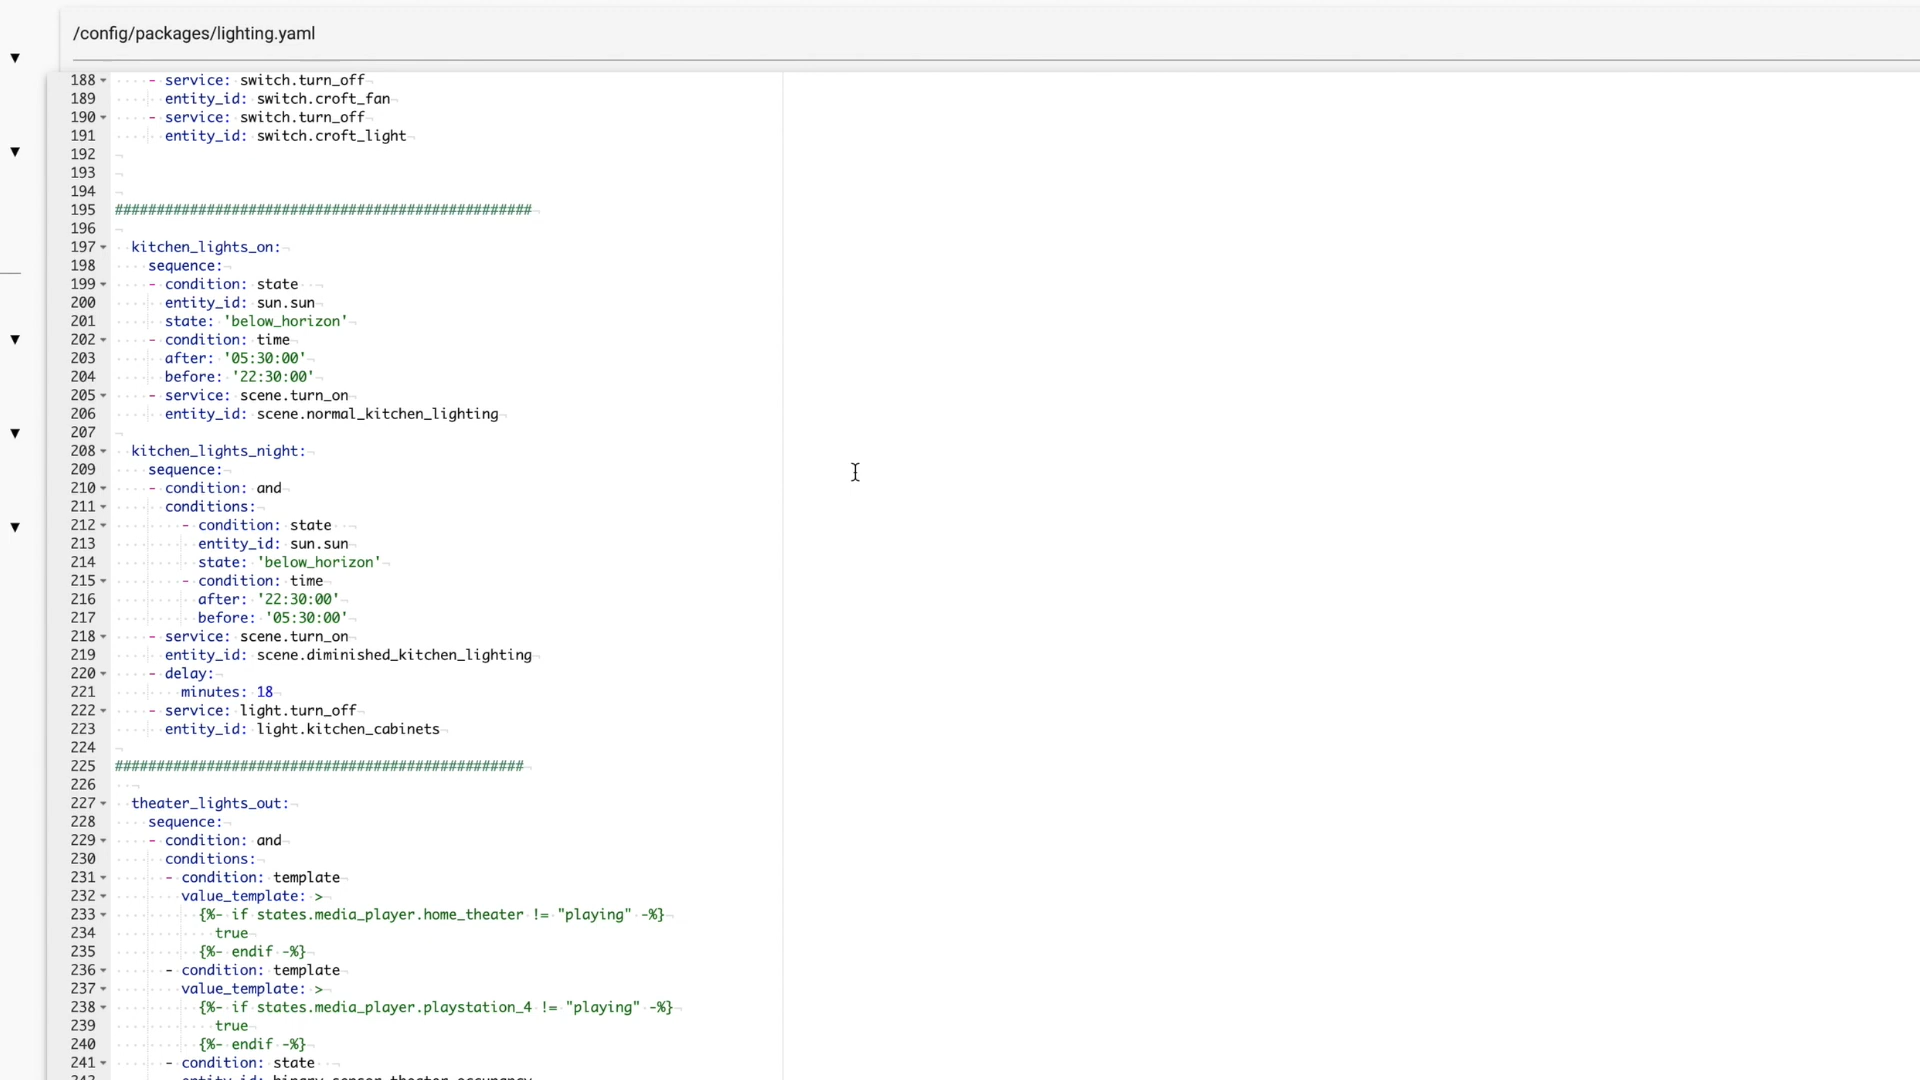 /config/packages/lighting.yaml
188 - service: switch.turn_off
189 entity_id: switch.croft_fan
190 - service: switch.turn_off
191 entity_id: switch.croft_light
192
193
194
195 ##################################################
196
197 kitchen_lights_on:
198 sequence:
199 - condition: state
200 entity_id: sun.sun
201 state: 'below_horizon'
202 - condition: time
203 after: '05:30:00'
204 before: '22:30:00'
205 - service: scene.turn_on
206 entity_id: scene.normal_kitchen_lighting
207
208 kitchen_lights_night:
209 sequence:
210 - condition: and
211 conditions:
212 - condition: state
213 entity_id: sun.sun
214 state: 'below_horizon'
215 - condition: time
216 after: '22:30:00'
217 before: '05:30:00'
218 - service: scene.turn_on
219 entity_id: scene.diminished_kitchen_lighting
220 - delay:
221 minutes: 18
222 - service: light.turn_off
223 entity_id: light.kitchen_cabinets
224
225 #################################################
226
227 theater_lights_out:
228 sequence:
229 - condition: and
230 conditions:
231 - condition: template
232 value_template: >
233 {%- if states.media_player.home_theater != "playing" -%}
234 true
235 {%- endif -%}
236 - condition: template
237 value_template: >
238 {%- if states.media_player.playstation_4 != "playing" -%}
239 true
240 {%- endif -%}
241 - condition: state